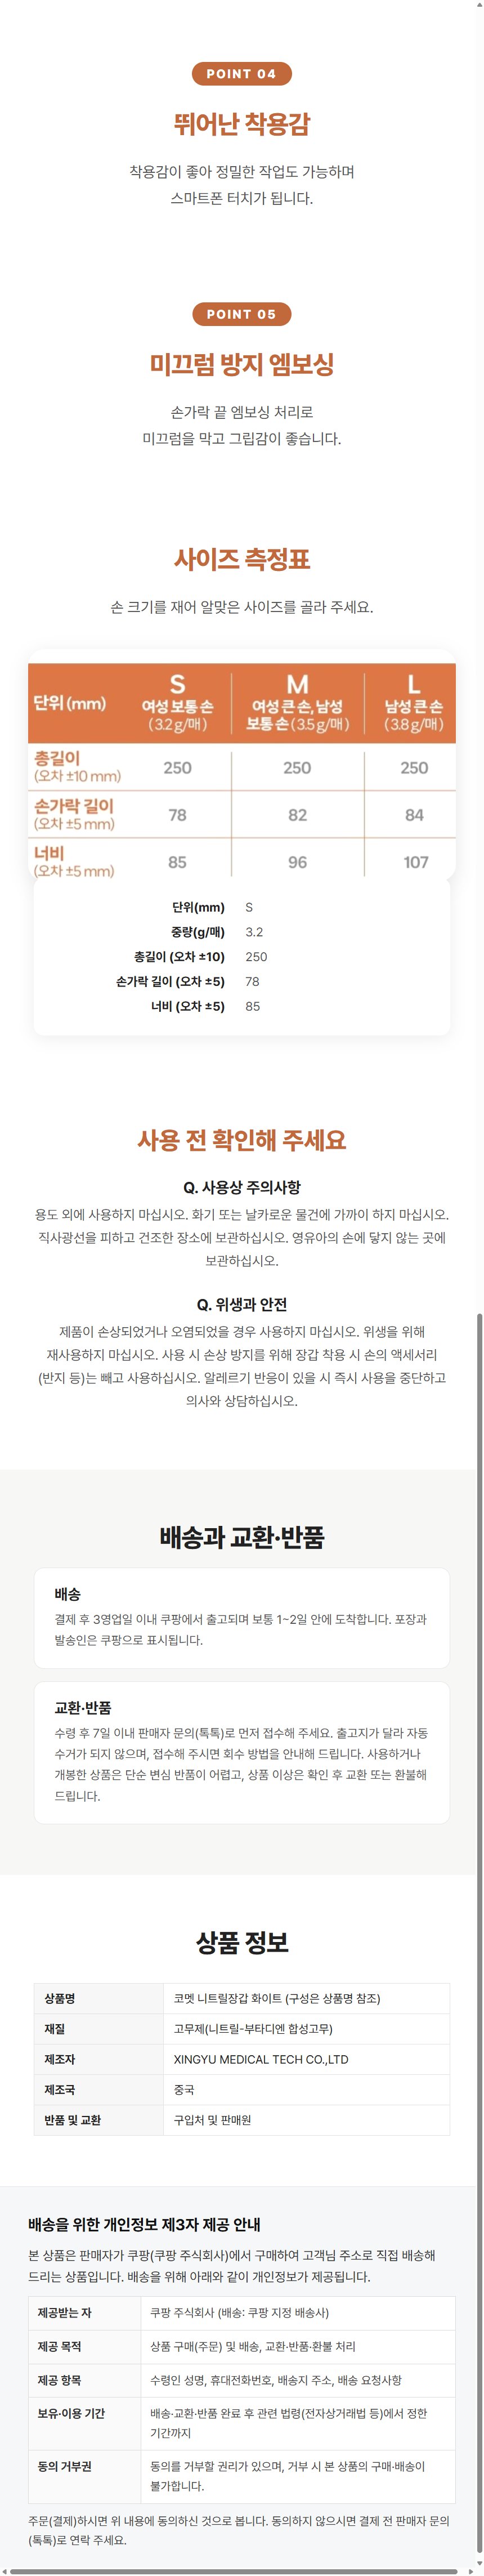 POINT 04
뛰어난 착용감
착용감이 좋아 정밀한 작업도 가능하며
스마트폰 터치가 됩니다.
POINT 05
미끄럼 방지 엠보싱
손가락 끝 엠보싱 처리로
미끄럼을 막고 그립감이 좋습니다.
사이즈 측정표
손 크기를 재어 알맞은 사이즈를 골라 주세요.
단위(mm) S 여성 보통 손 (3.2g/매) M 여성 큰 손, 남성 보통 손 (3.5g/매) L 남성 큰 손 (3.8g/매)
총길이 (오차 ±10 mm) 250 250 250
손가락 길이 (오차 ±5 mm) 78 82 84
너비 (오차 ±5 mm) 85 96 107
단위(mm) S
중량(g/매) 3.2
총길이 (오차 ±10) 250
손가락 길이 (오차 ±5) 78
너비 (오차 ±5) 85
사용 전 확인해 주세요
Q. 사용상 주의사항
용도 외에 사용하지 마십시오. 화기 또는 날카로운 물건에 가까이 하지 마십시오.
직사광선을 피하고 건조한 장소에 보관하십시오. 영유아의 손에 닿지 않는 곳에
보관하십시오.
Q. 위생과 안전
제품이 손상되었거나 오염되었을 경우 사용하지 마십시오. 위생을 위해
재사용하지 마십시오. 사용 시 손상 방지를 위해 장갑 착용 시 손의 액세서리
(반지 등)는 빼고 사용하십시오. 알레르기 반응이 있을 시 즉시 사용을 중단하고
의사와 상담하십시오.
배송과 교환·반품
배송
결제 후 3영업일 이내 쿠팡에서 출고되며 보통 1~2일 안에 도착합니다. 포장과
발송인은 쿠팡으로 표시됩니다.
교환·반품
수령 후 7일 이내 판매자 문의(톡톡)로 먼저 접수해 주세요. 출고지가 달라 자동
수거가 되지 않으며, 접수해 주시면 회수 방법을 안내해 드립니다. 사용하거나
개봉한 상품은 단순 변심 반품이 어렵고, 상품 이상은 확인 후 교환 또는 환불해
드립니다.
상품 정보
상품명 코멧 니트릴장갑 화이트 (구성은 상품명 참조)
재질 고무제(니트릴-부타디엔 합성고무)
제조자 XINGYU MEDICAL TECH CO.,LTD
제조국 중국
반품 및 교환 구입처 및 판매원
배송을 위한 개인정보 제3자 제공 안내
본 상품은 판매자가 쿠팡(쿠팡 주식회사)에서 구매하여 고객님 주소로 직접 배송해
드리는 상품입니다. 배송을 위해 아래와 같이 개인정보가 제공됩니다.
제공받는 자 쿠팡 주식회사 (배송: 쿠팡 지정 배송사)
제공 목적 상품 구매(주문) 및 배송, 교환·반품·환불 처리
제공 항목 수령인 성명, 휴대전화번호, 배송지 주소, 배송 요청사항
보유·이용 기간 배송·교환·반품 완료 후 관련 법령(전자상거래법 등)에서 정한
기간까지
동의 거부권 동의를 거부할 권리가 있으며, 거부 시 본 상품의 구매·배송이
불가합니다.
주문(결제)하시면 위 내용에 동의하신 것으로 봅니다. 동의하지 않으시면 결제 전 판매자 문의
(톡톡)로 연락 주세요.